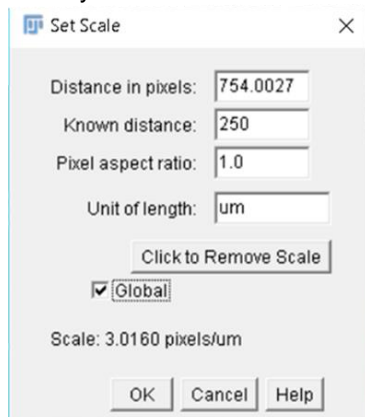 Set Scale
Distance in pixels: 754.0027
Known distance: 250
Pixel aspect ratio: 1.0
Unit of length: um
Click to Remove Scale
Global
Scale: 3.0160 pixels/um
OK Cancel Help